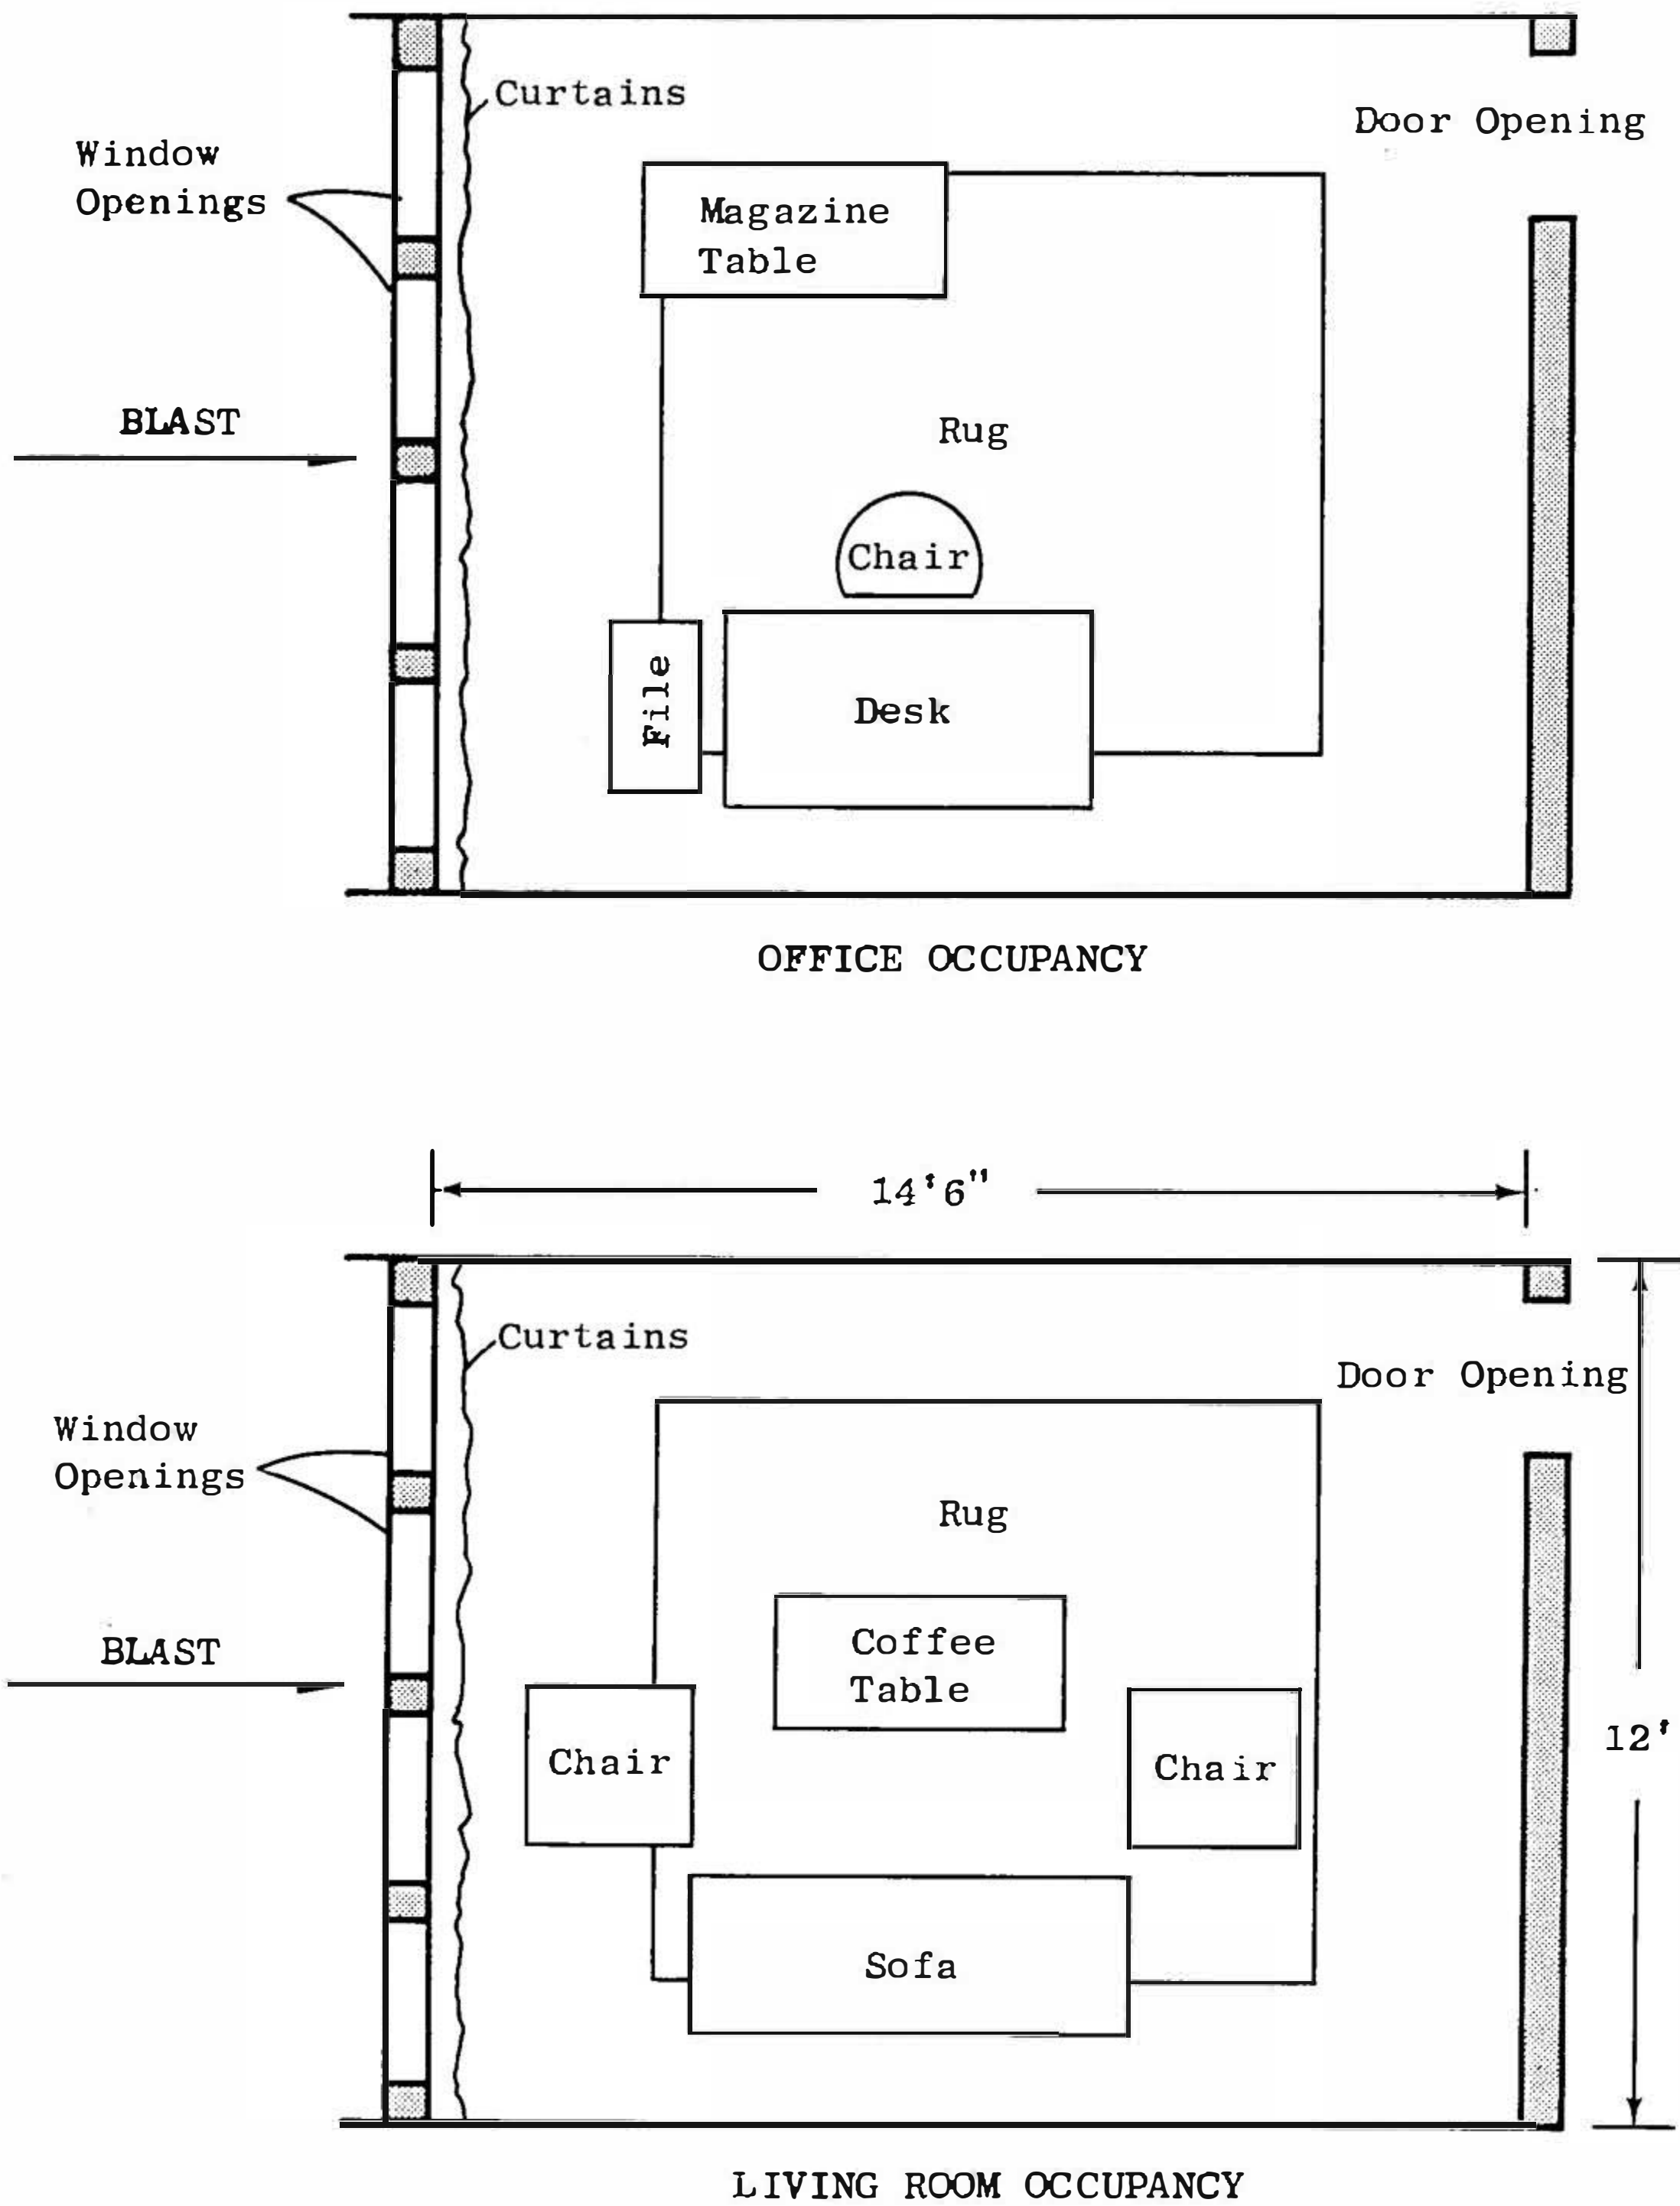 Curtains
Door Opening
Window
Openings
Magazine
Table
BLAST
Rug
Chair
File
Desk
OFFICE OCCUPANCY
14'6"
Curtains
Door Opening
Window
Openings
Rug
Coffee
Table
BLAST
12'
Chair
Chair
Sofa
LIVING ROOM OCCUPANCY